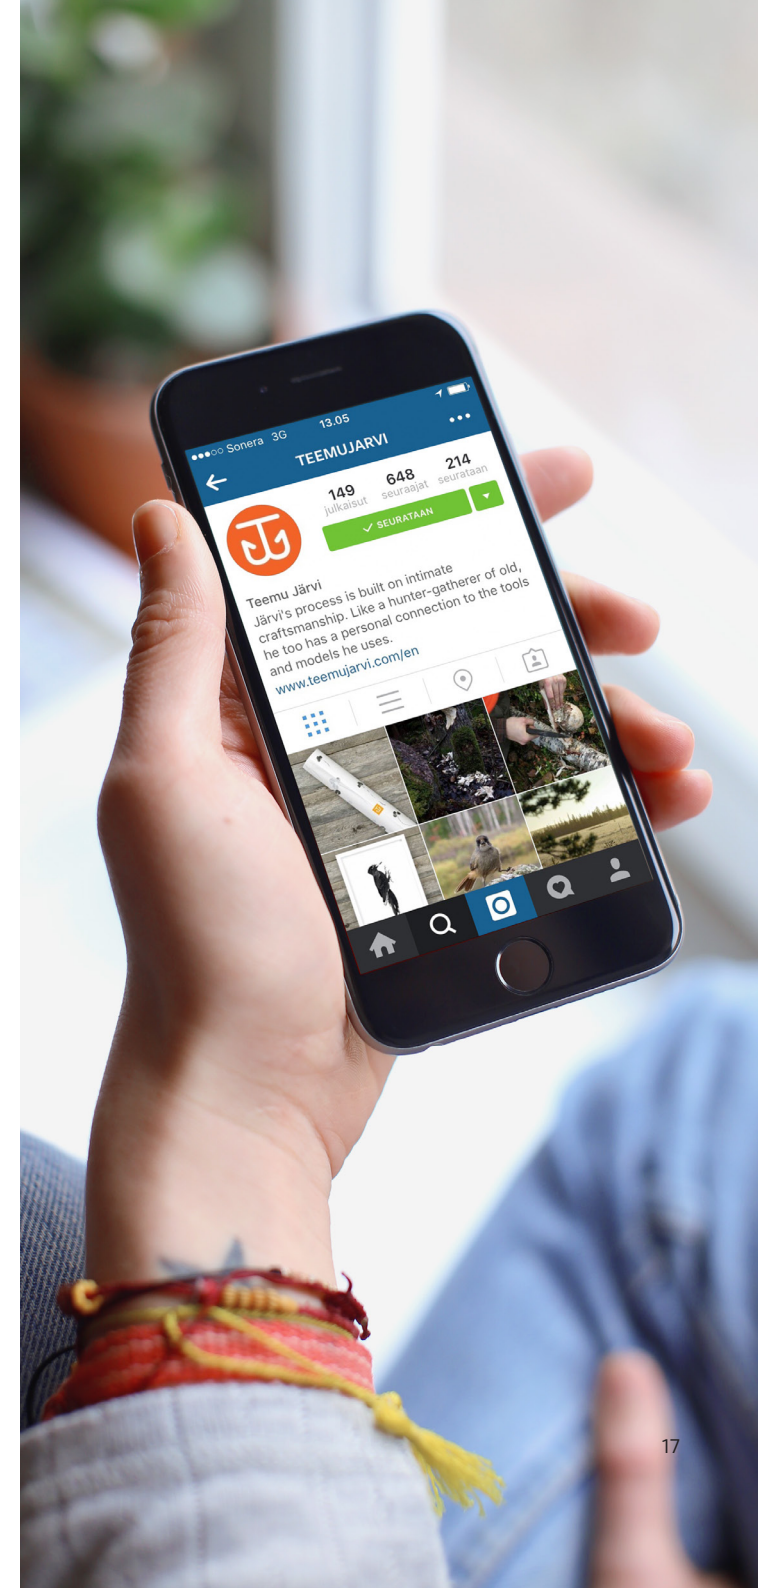 ●●●○○ Sonera 3G 13.05
TEEMUJARVI
149 648 214
julkaisut seuraajat seurataan
✓ SEURATAAN
Teemu Järvi
Järvi's process is built on intimate
craftsmanship. Like a hunter-gatherer of old,
he too has a personal connection to the tools
and models he uses.
www.teemujarvi.com/en
17